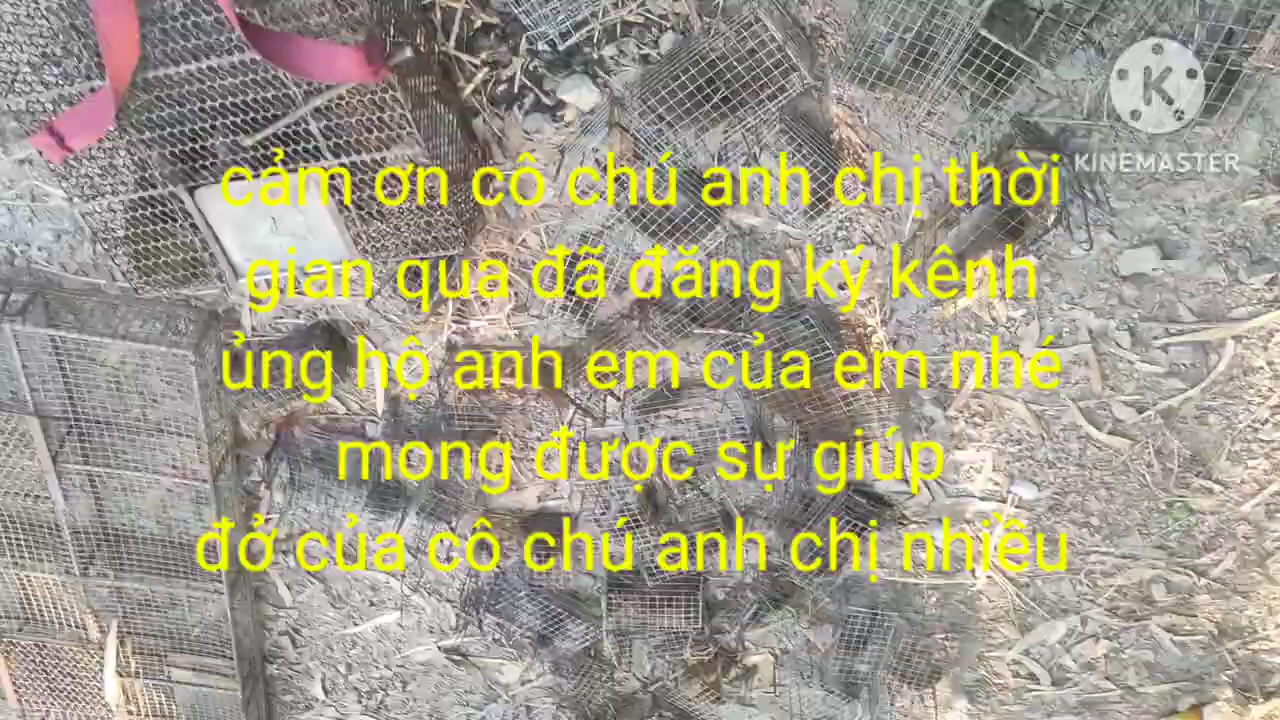 K
KINEMASTER
cảm ơn cô chú anh chị thời
gian qua đã đăng ký kênh
ủng hộ anh em của em nhé
mong được sự giúp
đở của cô chú anh chị nhiều